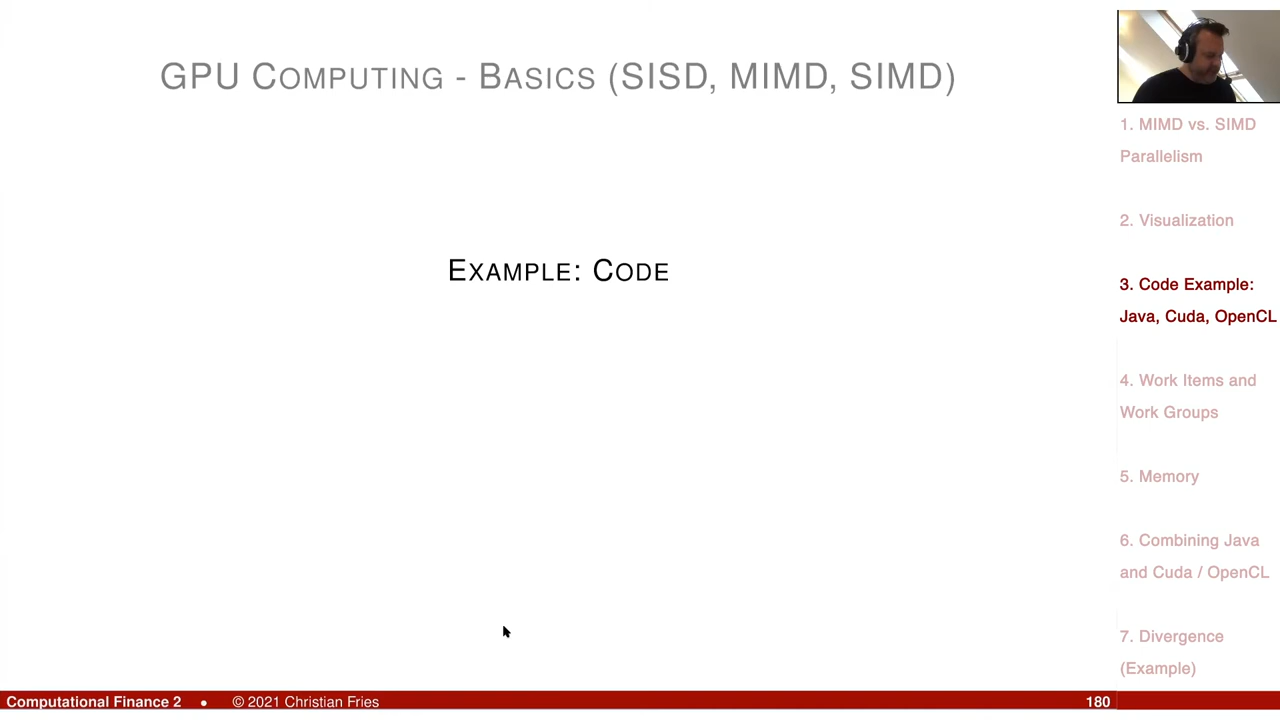 GPU COMPUTING - BASICS (SISD, MIMD, SIMD)
EXAMPLE: CODE
1. MIMD vs. SIMD
Parallelism
2. Visualization
3. Code Example:
Java, Cuda, OpenCL
4. Work Items and
Work Groups
5. Memory
6. Combining Java
and Cuda / OpenCL
7. Divergence
(Example)
Computational Finance 2 • © 2021 Christian Fries 180